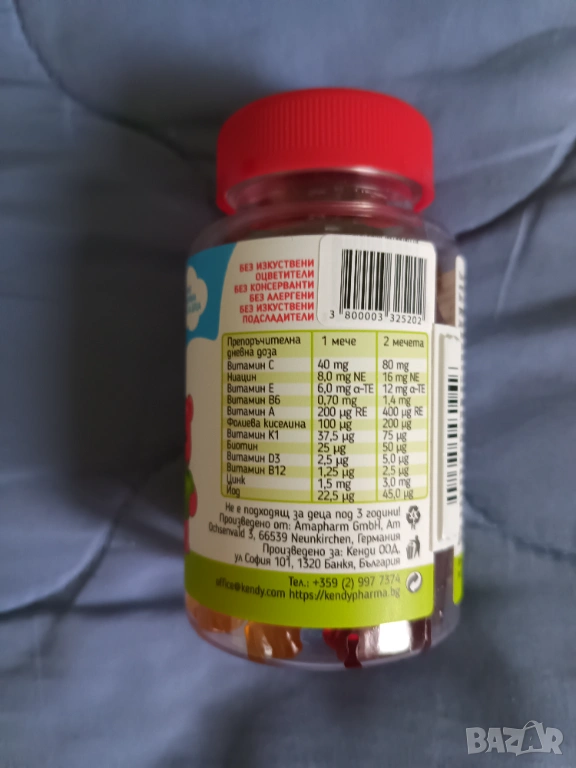 БЕЗ ИЗКУСТВЕНИ
ОЦВЕТИТЕЛИ
БЕЗ КОНСЕРВАНТИ
БЕЗ АЛЕРГЕНИ
БЕЗ ИЗКУСТВЕНИ
ПОДСЛАДИТЕЛИ
3 800003 325202
Препоръчителна дневна доза 1 мече 2 мечета
Витамин C 40 mg 80 mg
Ниацин 8,0 mg NE 16 mg NE
Витамин E 6,0 mg α-TE 12 mg α-TE
Витамин B6 0,70 mg 1,4 mg
Витамин A 200 µg RE 400 µg RE
Фолиева киселина 100 µg 200 µg
Витамин K1 37,5 µg 75 µg
Биотин 25 µg 50 µg
Витамин D3 2,5 µg 5,0 µg
Витамин B12 1,25 µg 2,5 µg
Цинк 1,5 mg 3,0 mg
Йод 22,5 µg 45,0 µg
Не е подходящ за деца под 3 години!
Произведено от: Amapharm GmbH, Am
Ochsenwald 3, 66539 Neunkirchen, Германия
Произведено за: Кенди ООД,
ул София 101, 1320 Банкя, България
Тел.: +359 (2) 997 7374
office@kendy.com https://kendypharma.bg
BAZAR